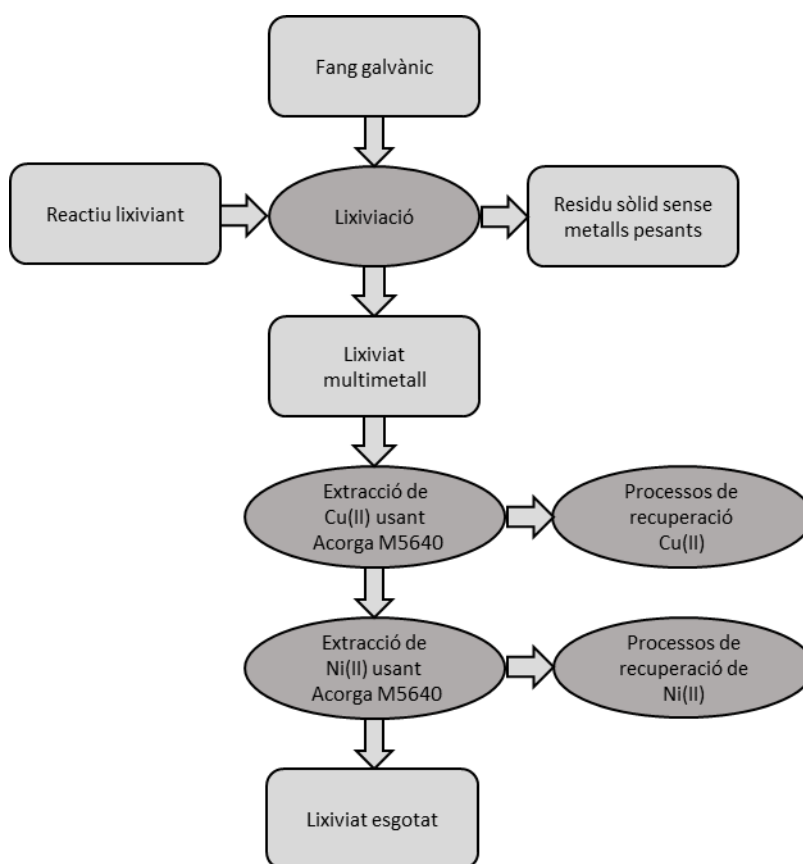 Fang galvànic
Reactiu lixiviant
Lixiviació
Residu sòlid sense
metalls pesants
Lixiviat
multimetall
Extracció de
Cu(II) usant
Acorga M5640
Processos de
recuperació
Cu(II)
Extracció de
Ni(II) usant
Acorga M5640
Processos de
recuperació de
Ni(II)
Lixiviat esgotat